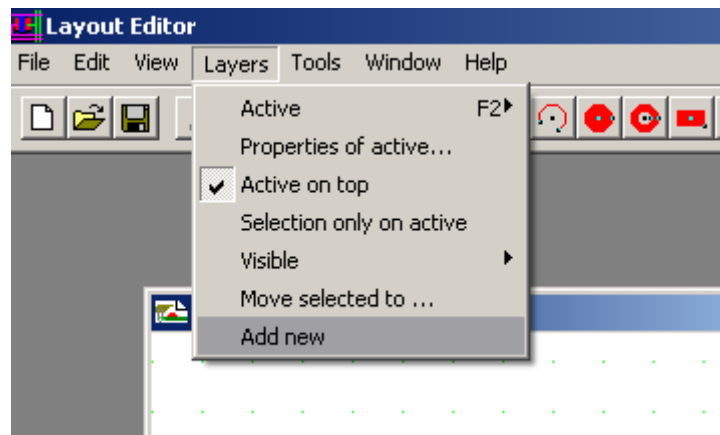 Layout Editor
File Edit View Layers Tools Window Help
Active F2
Properties of active...
Active on top
Selection only on active
Visible
Move selected to ...
Add new